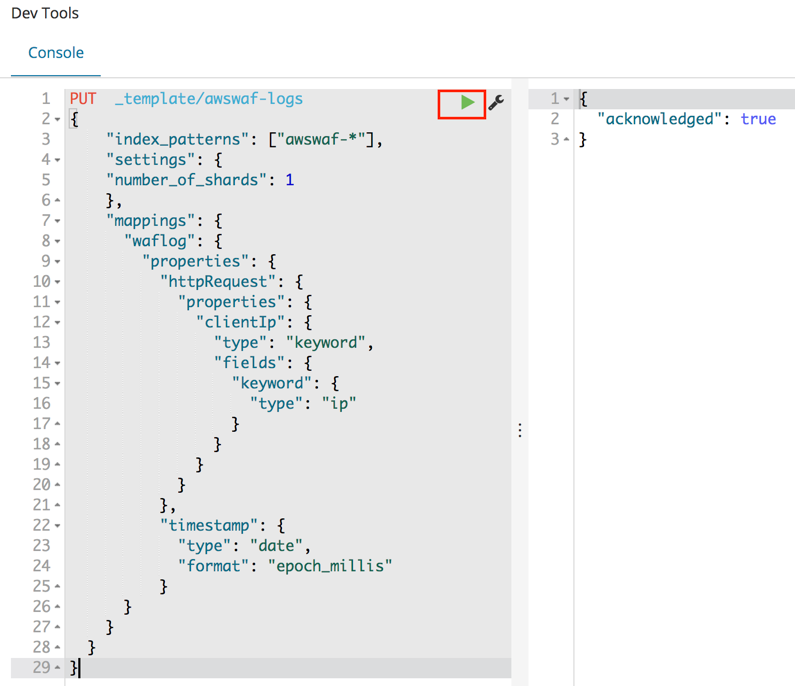 Dev Tools
Console
1 PUT _template/awswaf-logs
2 {
3 "index_patterns": ["awswaf-*"],
4 "settings": {
5 "number_of_shards": 1
6 },
7 "mappings": {
8 "waflog": {
9 "properties": {
10 "httpRequest": {
11 "properties": {
12 "clientIp": {
13 "type": "keyword",
14 "fields": {
15 "keyword": {
16 "type": "ip"
17 }
18 }
19 }
20 }
21 },
22 "timestamp": {
23 "type": "date",
24 "format": "epoch_millis"
25 }
26 }
27 }
28 }
29 }
1 {
2 "acknowledged": true
3 }